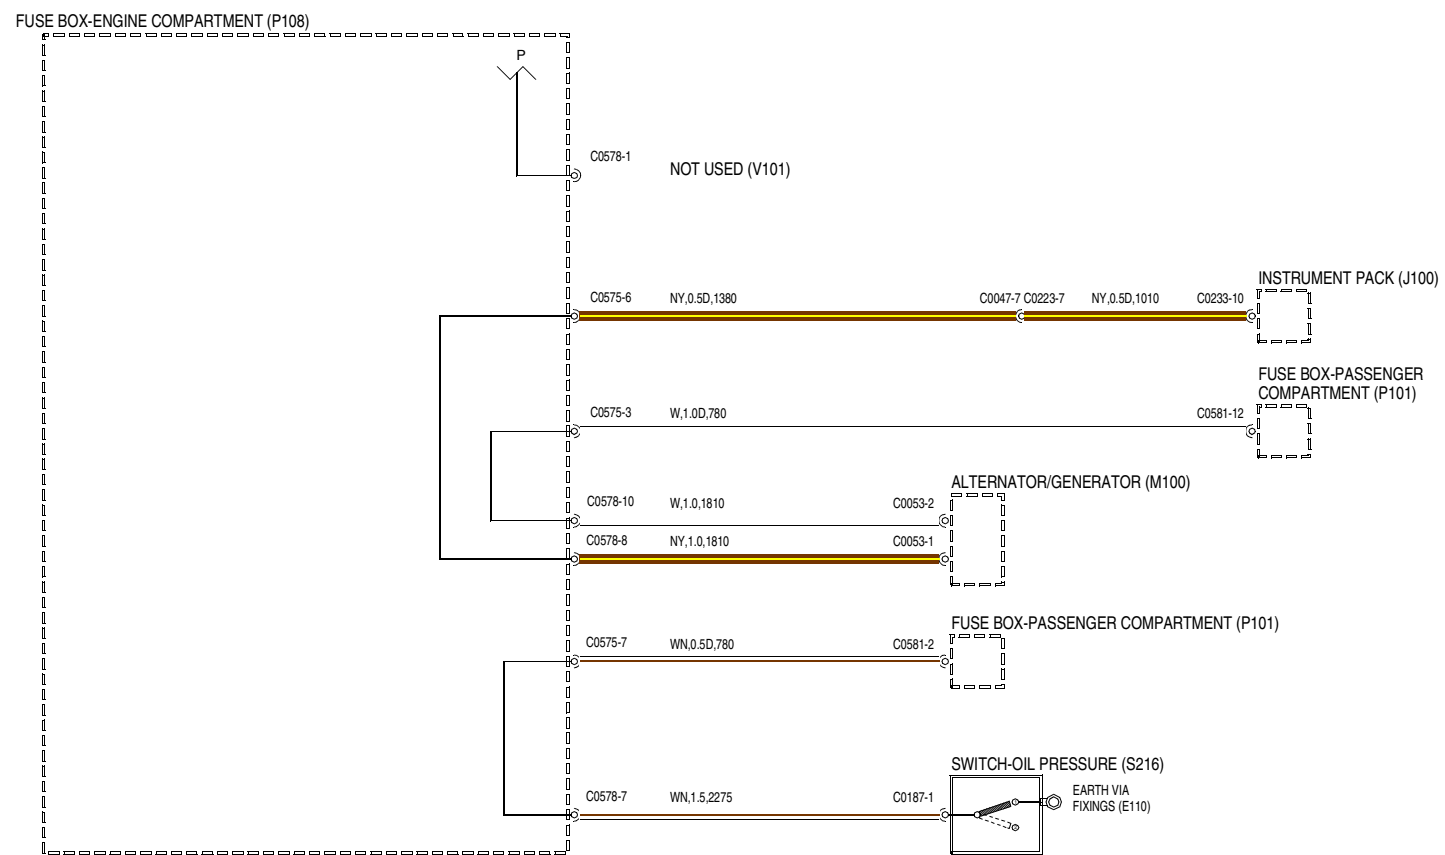 FUSE BOX-ENGINE COMPARTMENT (P108)
P
C0578-1
NOT USED (V101)
INSTRUMENT PACK (J100)
C0575-6
NY,0.5D,1380
C0047-7 C0223-7
NY,0.5D,1010
C0233-10
FUSE BOX-PASSENGER
COMPARTMENT (P101)
C0575-3
W,1.0D,780
C0581-12
ALTERNATOR/GENERATOR (M100)
C0578-10
W,1.0,1810
C0053-2
C0578-8
NY,1.0,1810
C0053-1
FUSE BOX-PASSENGER COMPARTMENT (P101)
C0575-7
WN,0.5D,780
C0581-2
SWITCH-OIL PRESSURE (S216)
C0578-7
WN,1.5,2275
C0187-1
EARTH VIA
FIXINGS (E110)